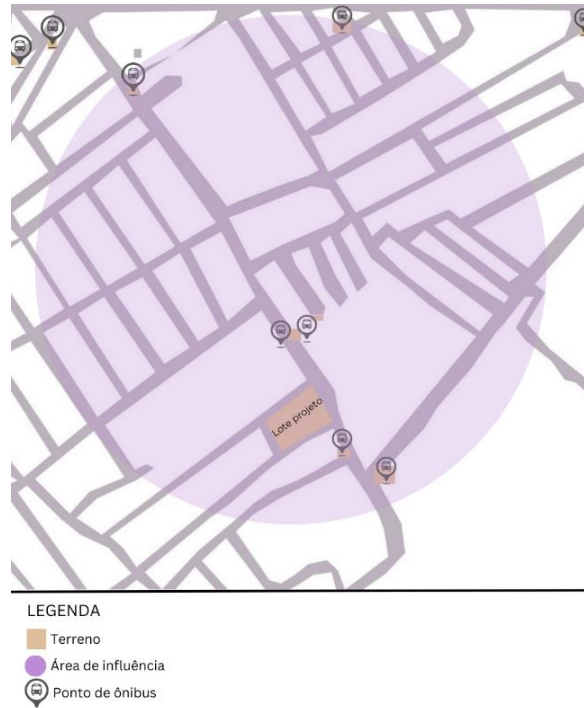 Lote projeto
LEGENDA
Terreno
Área de influência
Ponto de ônibus